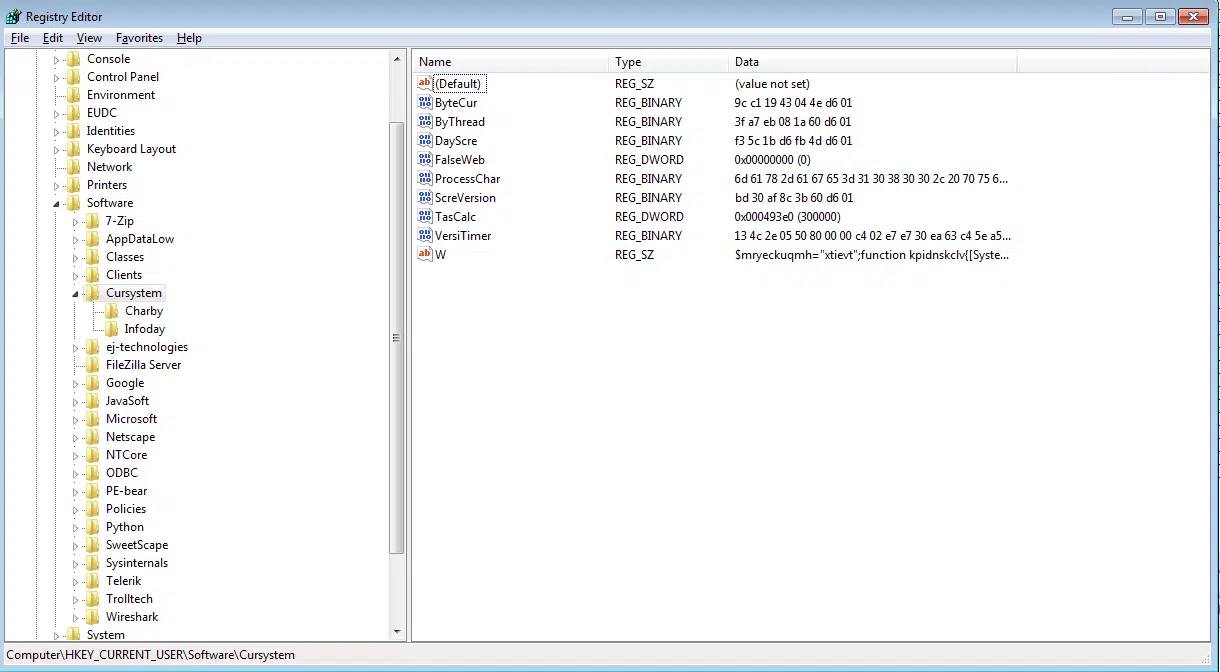 Registry Editor
File Edit View Favorites Help
Console
Control Panel
Environment
EUDC
Identities
Keyboard Layout
Network
Printers
Software
7-Zip
AppDataLow
Classes
Clients
Cursystem
Charby
Infoday
ej-technologies
FileZilla Server
Google
JavaSoft
Microsoft
Netscape
NTCore
ODBC
PE-bear
Policies
Python
SweetScape
Sysinternals
Telerik
Trolltech
Wireshark
System
Name Type Data
(Default) REG_SZ (value not set)
ByteCur REG_BINARY 9c c1 19 43 04 4e d6 01
ByThread REG_BINARY 3f a7 eb 08 1a 60 d6 01
DayScre REG_BINARY f3 5c 1b d6 fb 4d d6 01
FalseWeb REG_DWORD 0x00000000 (0)
ProcessChar REG_BINARY 6d 61 78 2d 61 67 65 3d 31 30 38 30 30 2c 20 70 75 6...
ScreVersion REG_BINARY bd 30 af 8c 3b 60 d6 01
TasCalc REG_DWORD 0x000493e0 (300000)
VersiTimer REG_BINARY 13 4c 2e 05 50 80 00 00 c4 02 e7 e7 30 ea 63 c4 5e a5...
W REG_SZ $mryeckuqmh="xtievt";function kpidnskclv{[Syste...
Computer\HKEY_CURRENT_USER\Software\Cursystem